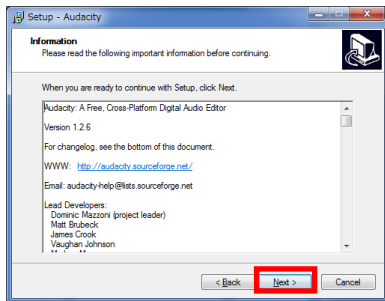 Setup - Audacity
Information
Please read the following important information before continuing.
When you are ready to continue with Setup, click Next.
Audacity: A Free, Cross-Platform Digital Audio Editor
Version 1.2.6
For changelog, see the bottom of this document.
WWW: http://audacity.sourceforge.net/
Email: audacity-help@lists.sourceforge.net
Lead Developers:
Dominic Mazzoni (project leader)
Matt Brubeck
James Crook
Vaughan Johnson
< Back Next > Cancel